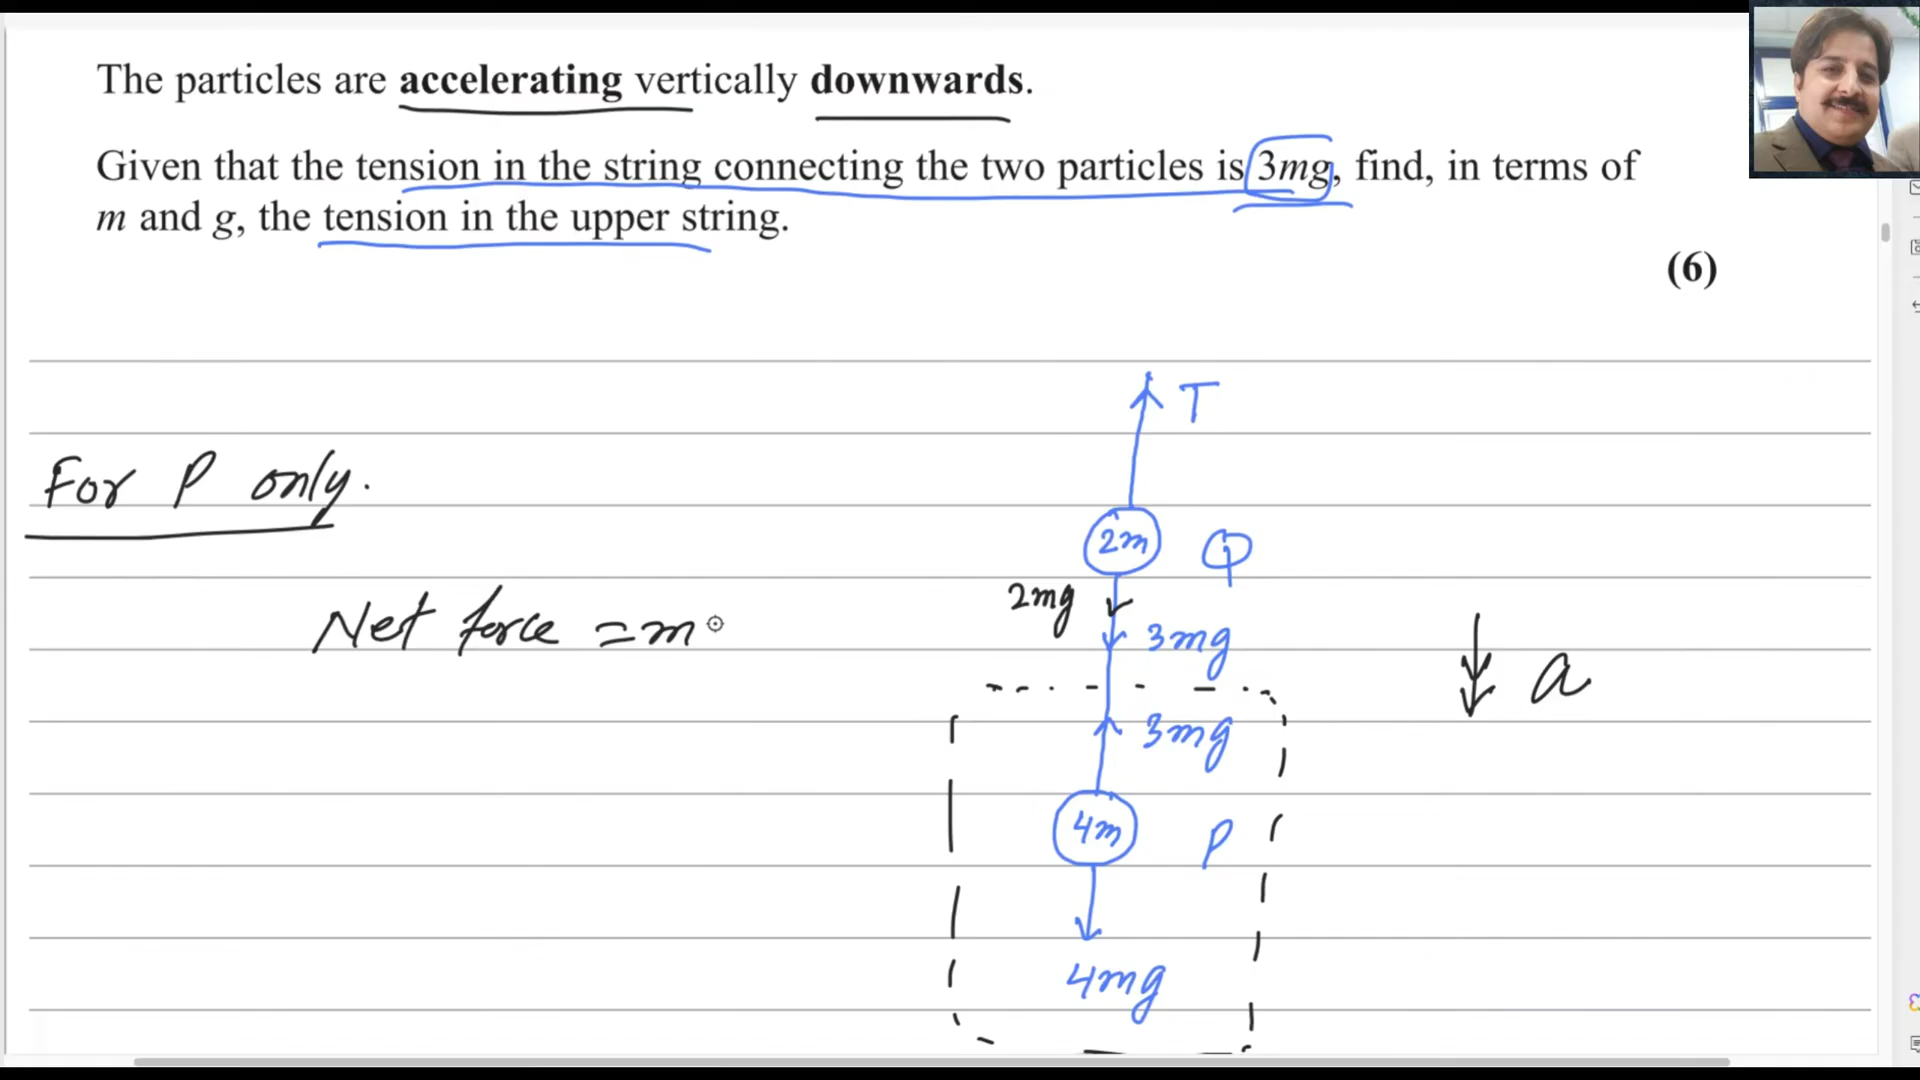 The particles are accelerating vertically downwards.
Given that the tension in the string connecting the two particles is 3mg, find, in terms of
m and g, the tension in the upper string.
(6)
T
For P only.
2m Q
2mg
Net force = m
3mg
a
3mg
4m P
4mg